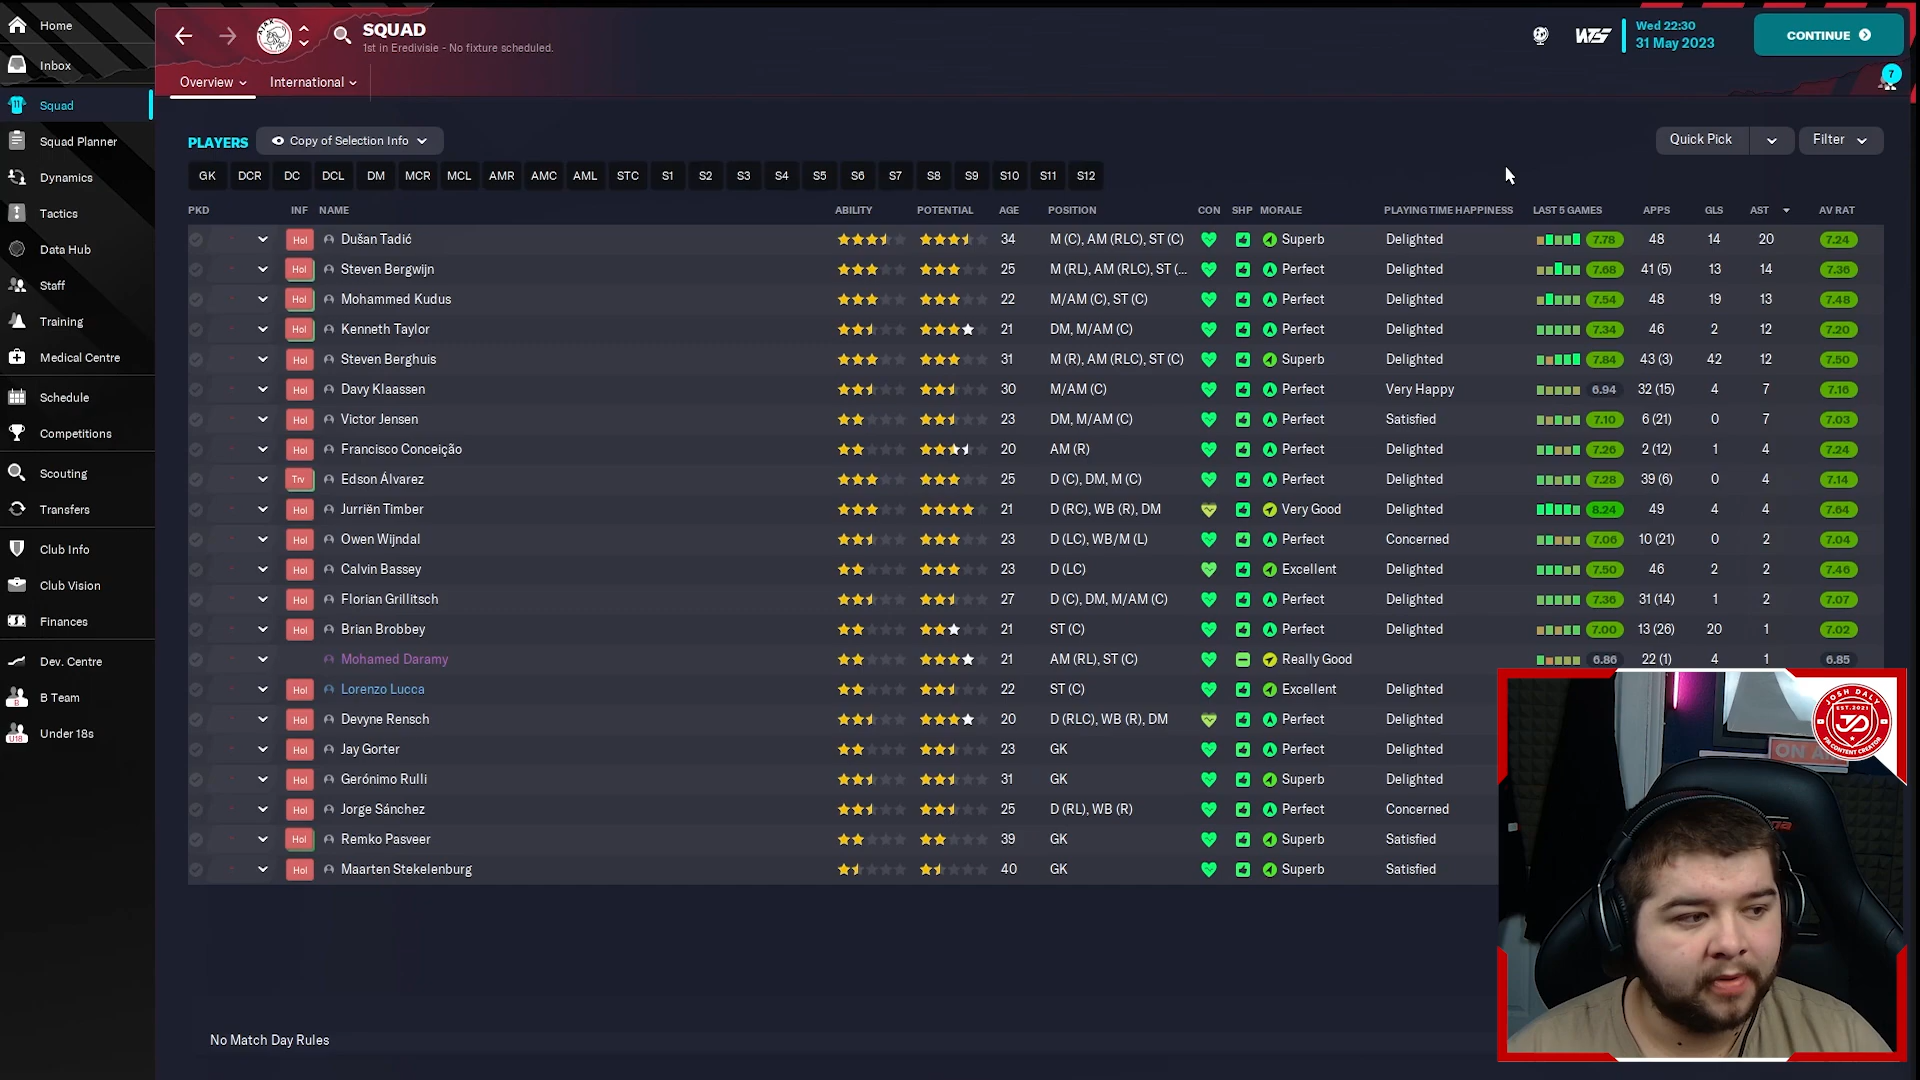 Home
Inbox
Squad
Squad Planner
Dynamics
Tactics
Data Hub
Staff
Training
Medical Centre
Schedule
Competitions
Scouting
Transfers
Club Info
Club Vision
Finances
Dev. Centre
B Team
Under 18s
SQUAD
1st in Eredivisie - No fixture scheduled.
Wed 22:30
31 May 2023
CONTINUE
7
Overview International
PLAYERS Copy of Selection Info Quick Pick Filter
GK DCR DC DCL DM MCR MCL AMR AMC AML STC S1 S2 S3 S4 S5 S6 S7 S8 S9 S10 S11 S12
PKD INF NAME ABILITY POTENTIAL AGE POSITION CON SHP MORALE PLAYING TIME HAPPINESS LAST 5 GAMES APPS GLS AST AV RAT
Hol Dušan Tadić 34 M (C), AM (RLC), ST (C) Superb Delighted 7.78 48 14 20 7.24
Hol Steven Bergwijn 25 M (RL), AM (RLC), ST (... Perfect Delighted 7.68 41 (5) 13 14 7.36
Hol Mohammed Kudus 22 M/AM (C), ST (C) Perfect Delighted 7.54 48 19 13 7.48
Hol Kenneth Taylor 21 DM, M/AM (C) Perfect Delighted 7.34 46 2 12 7.20
Hol Steven Berghuis 31 M (R), AM (RLC), ST (C) Superb Delighted 7.84 43 (3) 42 12 7.50
Hol Davy Klaassen 30 M/AM (C) Perfect Very Happy 6.94 32 (15) 4 7 7.16
Hol Victor Jensen 23 DM, M/AM (C) Perfect Satisfied 7.10 6 (21) 0 7 7.03
Hol Francisco Conceição 20 AM (R) Perfect Delighted 7.26 2 (12) 1 4 7.24
Trv Edson Álvarez 25 D (C), DM, M (C) Perfect Delighted 7.28 39 (6) 0 4 7.14
Hol Jurriën Timber 21 D (RC), WB (R), DM Very Good Delighted 8.24 49 4 4 7.64
Hol Owen Wijndal 23 D (LC), WB/M (L) Perfect Concerned 7.06 10 (21) 0 2 7.04
Hol Calvin Bassey 23 D (LC) Excellent Delighted 7.50 46 2 2 7.46
Hol Florian Grillitsch 27 D (C), DM, M/AM (C) Perfect Delighted 7.36 31 (14) 1 2 7.07
Hol Brian Brobbey 21 ST (C) Perfect Delighted 7.00 13 (26) 20 1 7.02
Mohamed Daramy 21 AM (RL), ST (C) Really Good 6.86 22 (1) 4 1 6.85
Hol Lorenzo Lucca 22 ST (C) Excellent Delighted
Hol Devyne Rensch 20 D (RLC), WB (R), DM Perfect Delighted
Hol Jay Gorter 23 GK Perfect Delighted
Hol Gerónimo Rulli 31 GK Superb Delighted
Hol Jorge Sánchez 25 D (RL), WB (R) Perfect Concerned
Hol Remko Pasveer 39 GK Superb Satisfied
Hol Maarten Stekelenburg 40 GK Superb Satisfied
No Match Day Rules
JOSH DALY
EST.2021
JD
FM CONTENT CREATOR